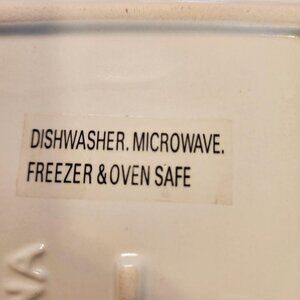 DISHWASHER. MICROWAVE.
FREEZER & OVEN SAFE